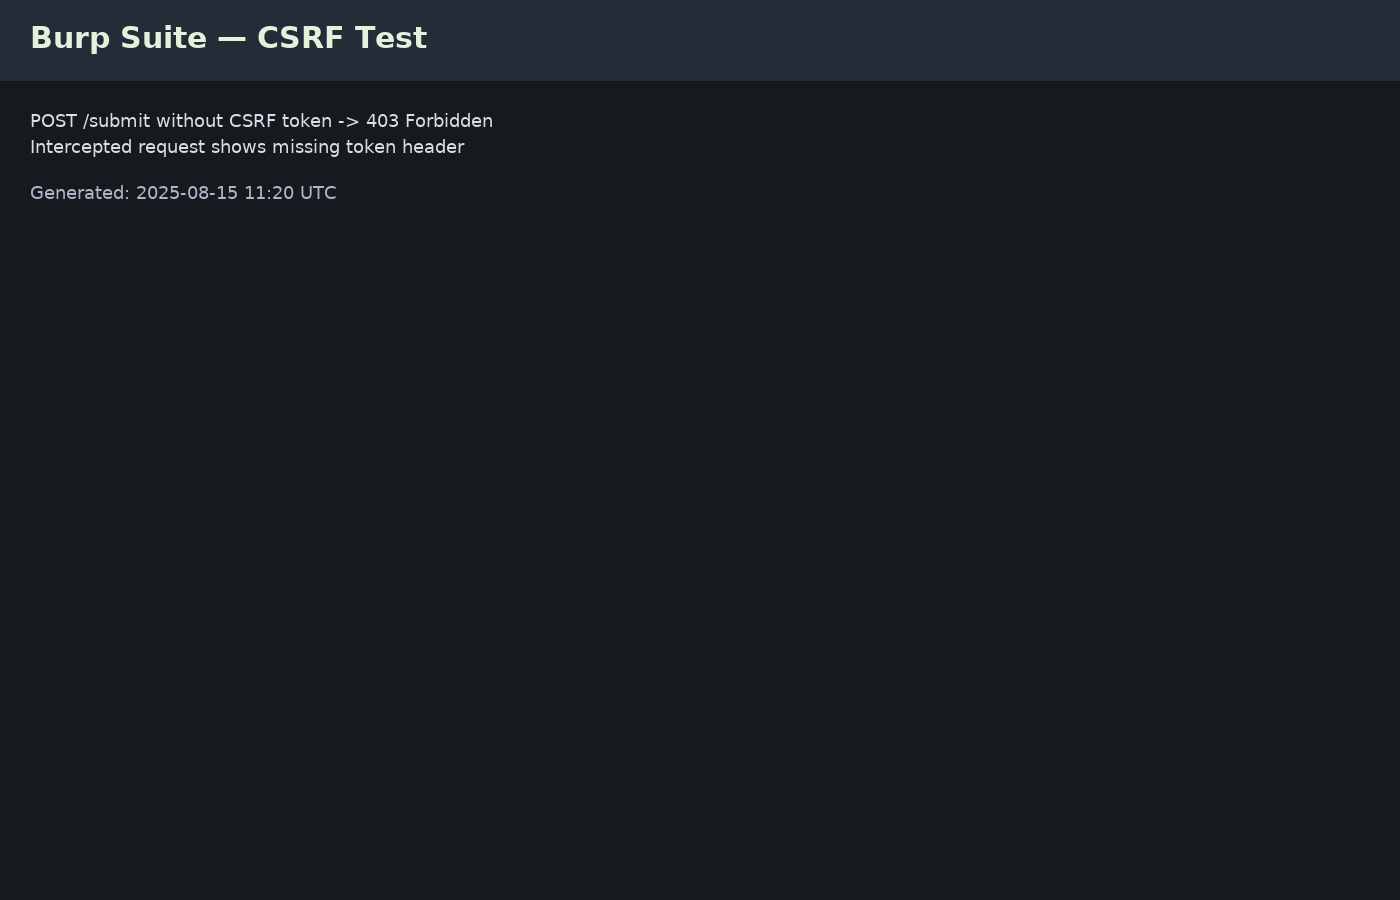 Burp Suite — CSRF Test
POST /submit without CSRF token -> 403 Forbidden
Intercepted request shows missing token header
Generated: 2025-08-15 11:20 UTC